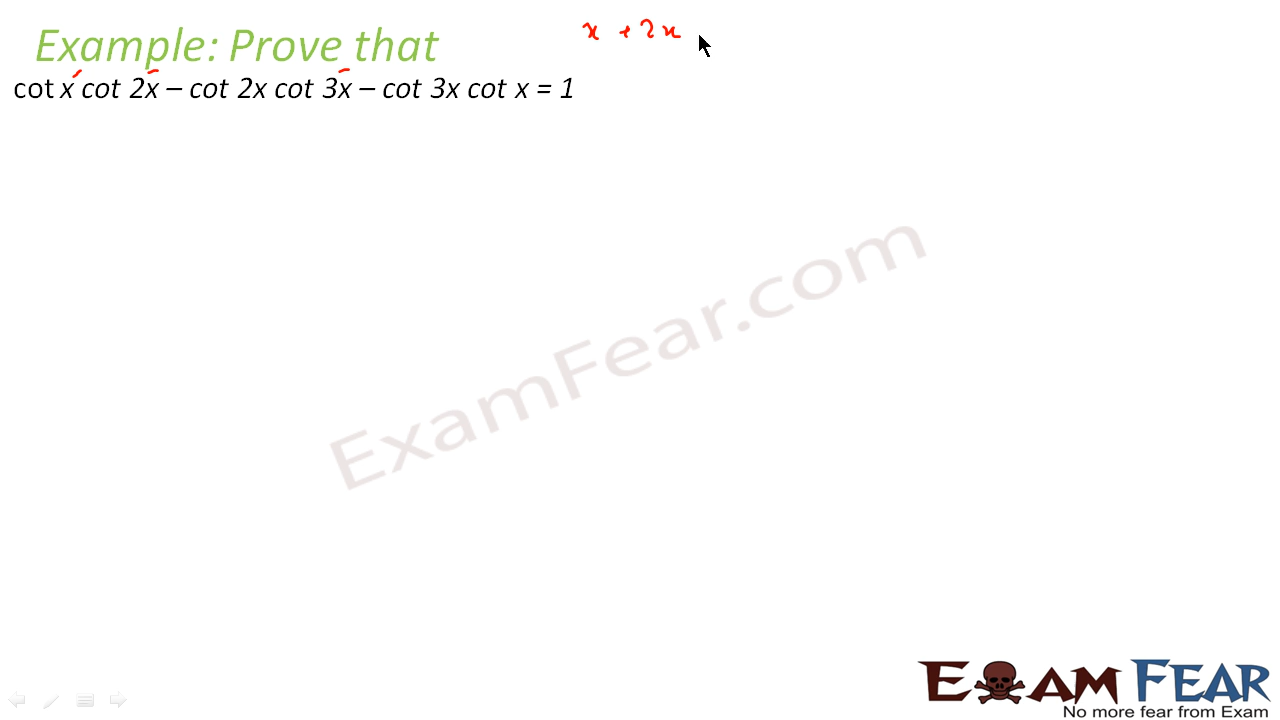 Example: Prove that
x + 2x
cot x cot 2x – cot 2x cot 3x – cot 3x cot x = 1
ExamFear.com
EXAM FEAR
No more fear from Exam